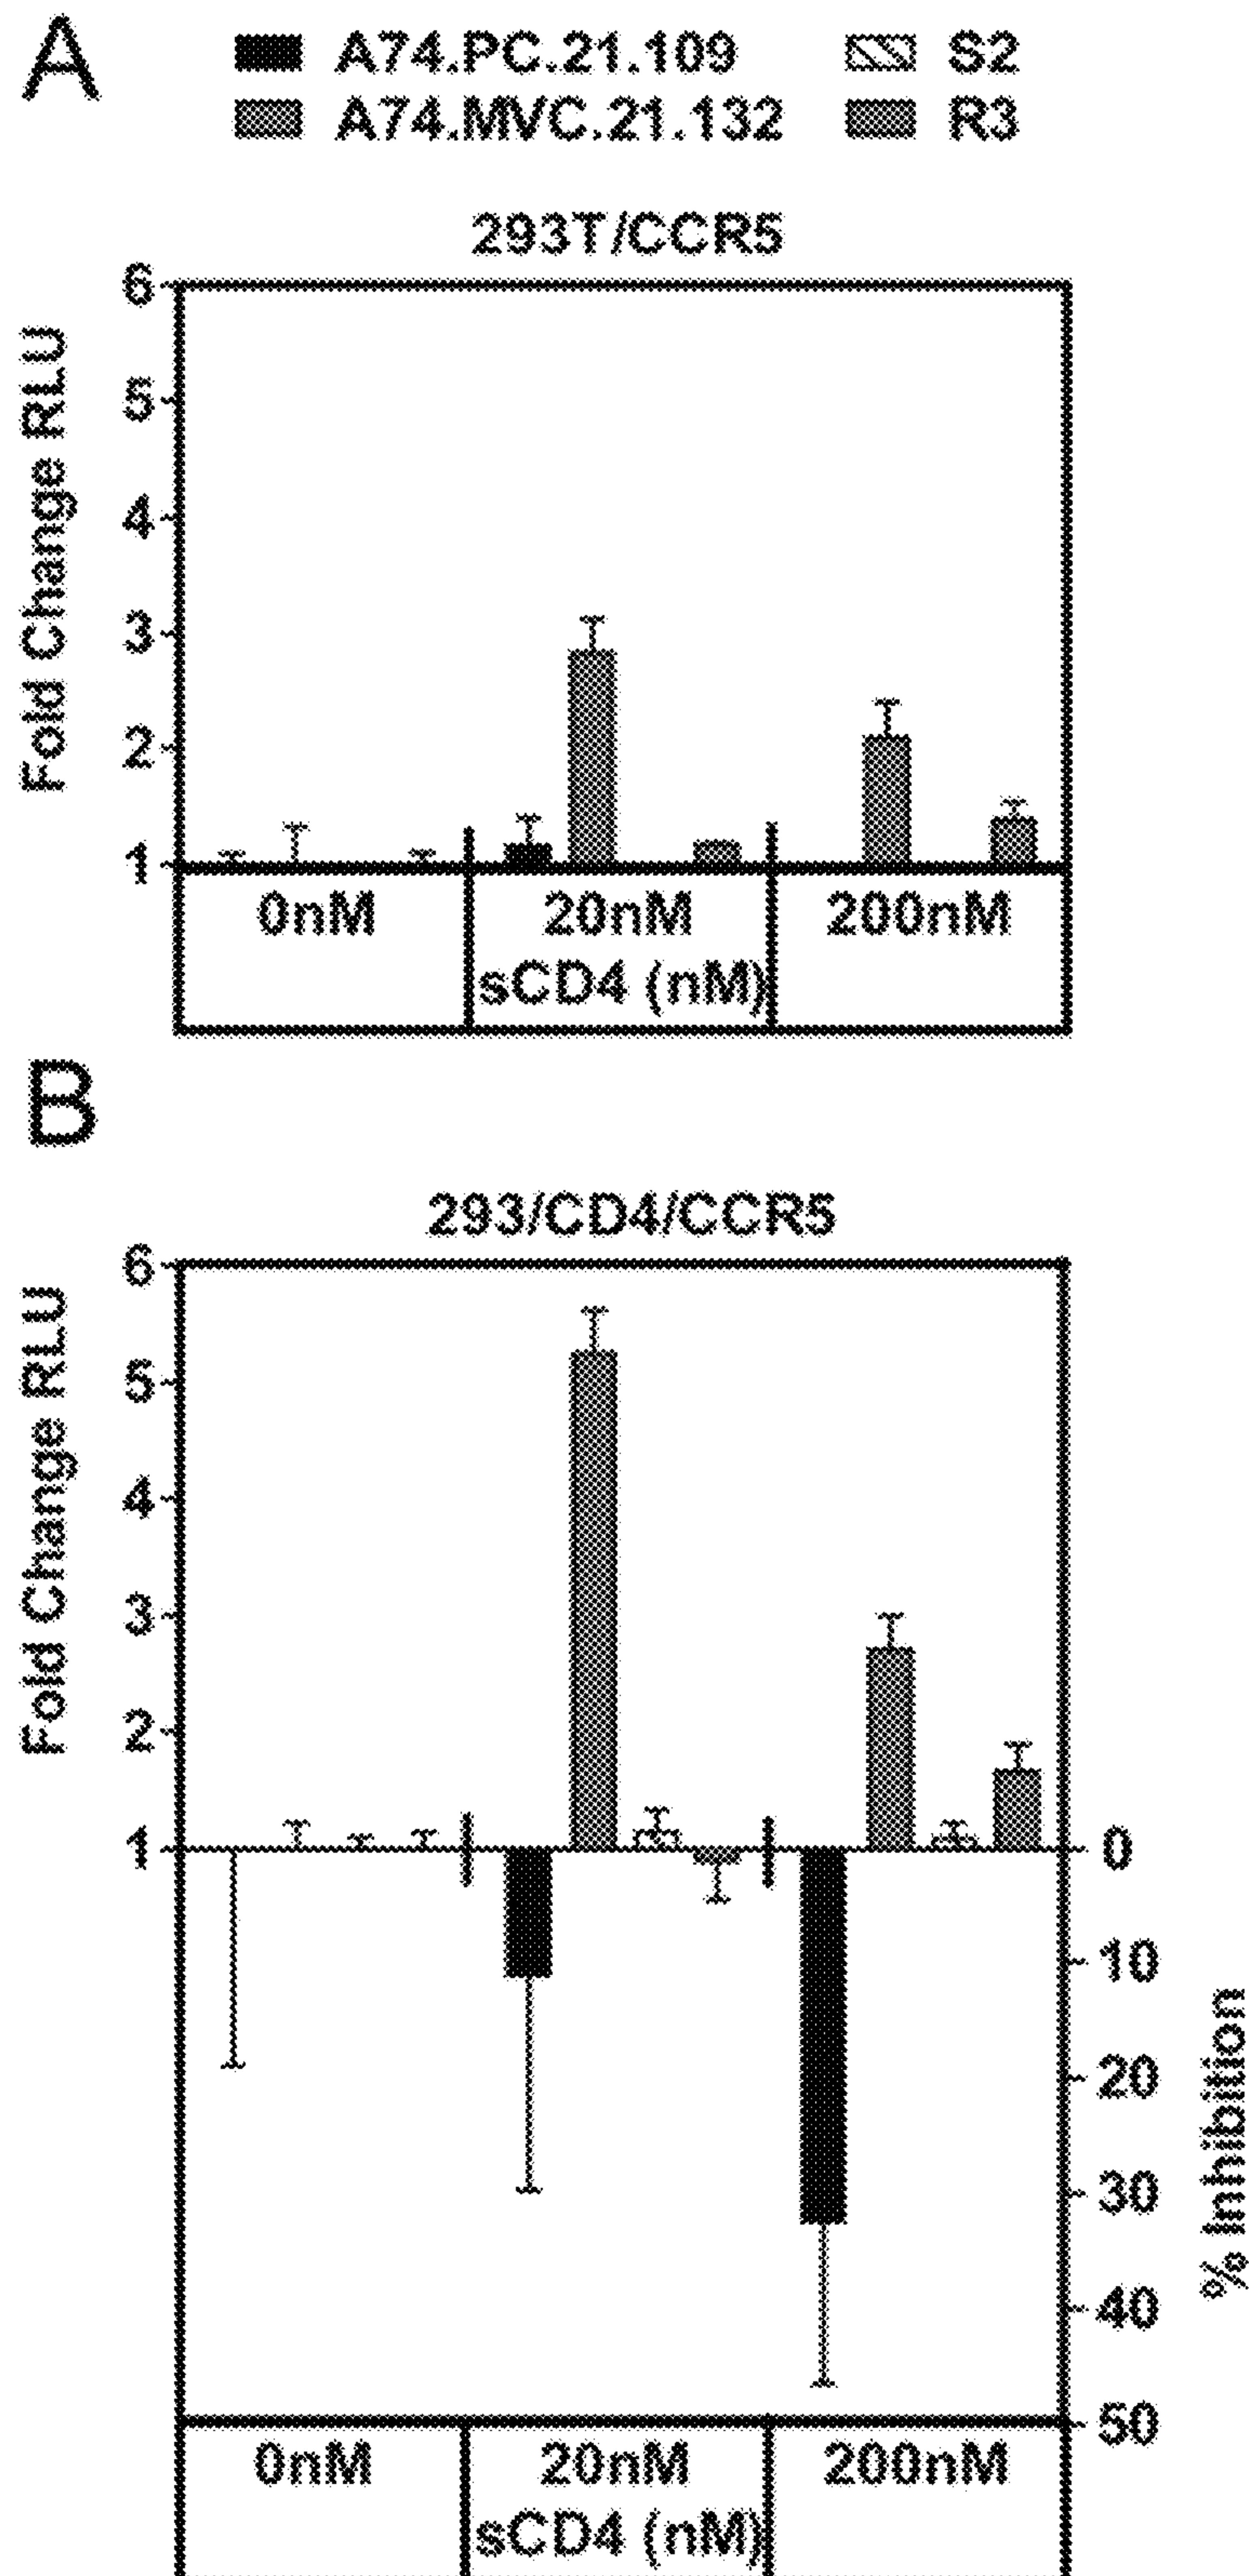 A
A74.PC.21.109
S2
A74.MVC.21.132
R3
293T/CCR5
Fold Change RLU
6
5
4
3
2
1
0nM
20nM
200nM
sCD4 (nM)
B
293/CD4/CCR5
Fold Change RLU
6
5
4
3
2
1
0
10
20
30
40
50
% Inhibition
0nM
20nM
200nM
sCD4 (nM)